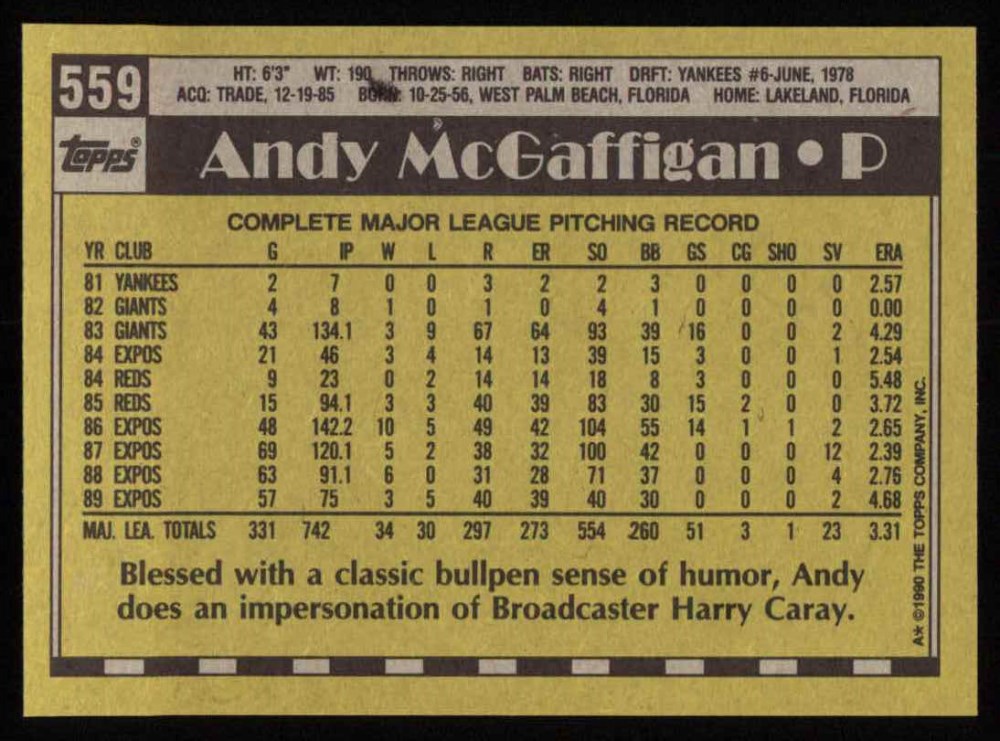 559
HT: 6'3" WT: 190 THROWS: RIGHT BATS: RIGHT DRFT: YANKEES #6-JUNE, 1978
ACQ: TRADE, 12-19-85 BORN: 10-25-56, WEST PALM BEACH, FLORIDA HOME: LAKELAND, FLORIDA
topps®
Andy McGaffigan • P
COMPLETE MAJOR LEAGUE PITCHING RECORD
YR CLUB G IP W L R ER SO BB GS CG SHO SV ERA
81 YANKEES 2 7 0 0 3 2 2 3 0 0 0 0 2.57
82 GIANTS 4 8 1 0 1 0 4 1 0 0 0 0 0.00
83 GIANTS 43 134.1 3 9 67 64 93 39 16 0 0 2 4.29
84 EXPOS 21 46 3 4 14 13 39 15 3 0 0 1 2.54
84 REDS 9 23 0 2 14 14 18 8 3 0 0 0 5.48
85 REDS 15 94.1 3 3 40 39 83 30 15 2 0 0 3.72
86 EXPOS 48 142.2 10 5 49 42 104 55 14 1 1 2 2.65
87 EXPOS 69 120.1 5 2 38 32 100 42 0 0 0 12 2.39
88 EXPOS 63 91.1 6 0 31 28 71 37 0 0 0 4 2.76
89 EXPOS 57 75 3 5 40 39 40 30 0 0 0 2 4.68
MAJ. LEA. TOTALS 331 742 34 30 297 273 554 260 51 3 1 23 3.31
Blessed with a classic bullpen sense of humor, Andy
does an impersonation of Broadcaster Harry Caray.
A* ©1990 THE TOPPS COMPANY, INC.